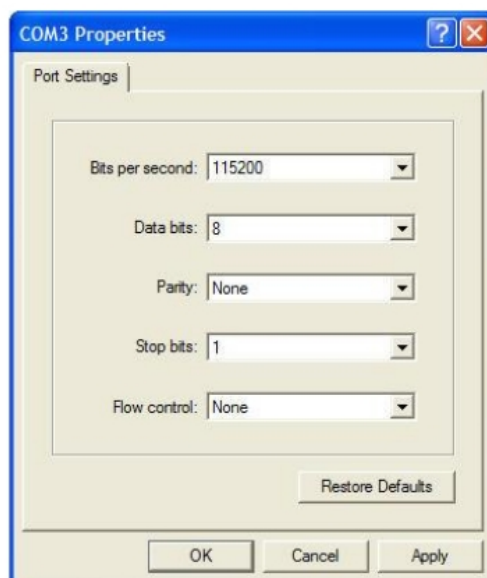 COM3 Properties
Port Settings
Bits per second: 115200
Data bits: 8
Parity: None
Stop bits: 1
Flow control: None
Restore Defaults
OK Cancel Apply